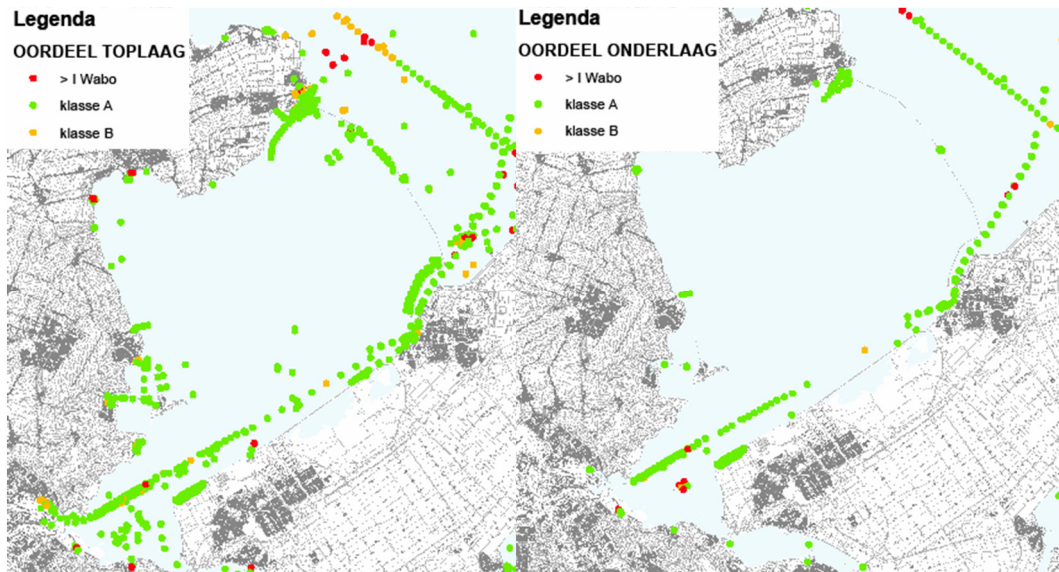 Legenda
OORDEEL TOPLAAG
> I Wabo
klasse A
klasse B
Legenda
OORDEEL ONDERLAAG
> I Wabo
klasse A
klasse B